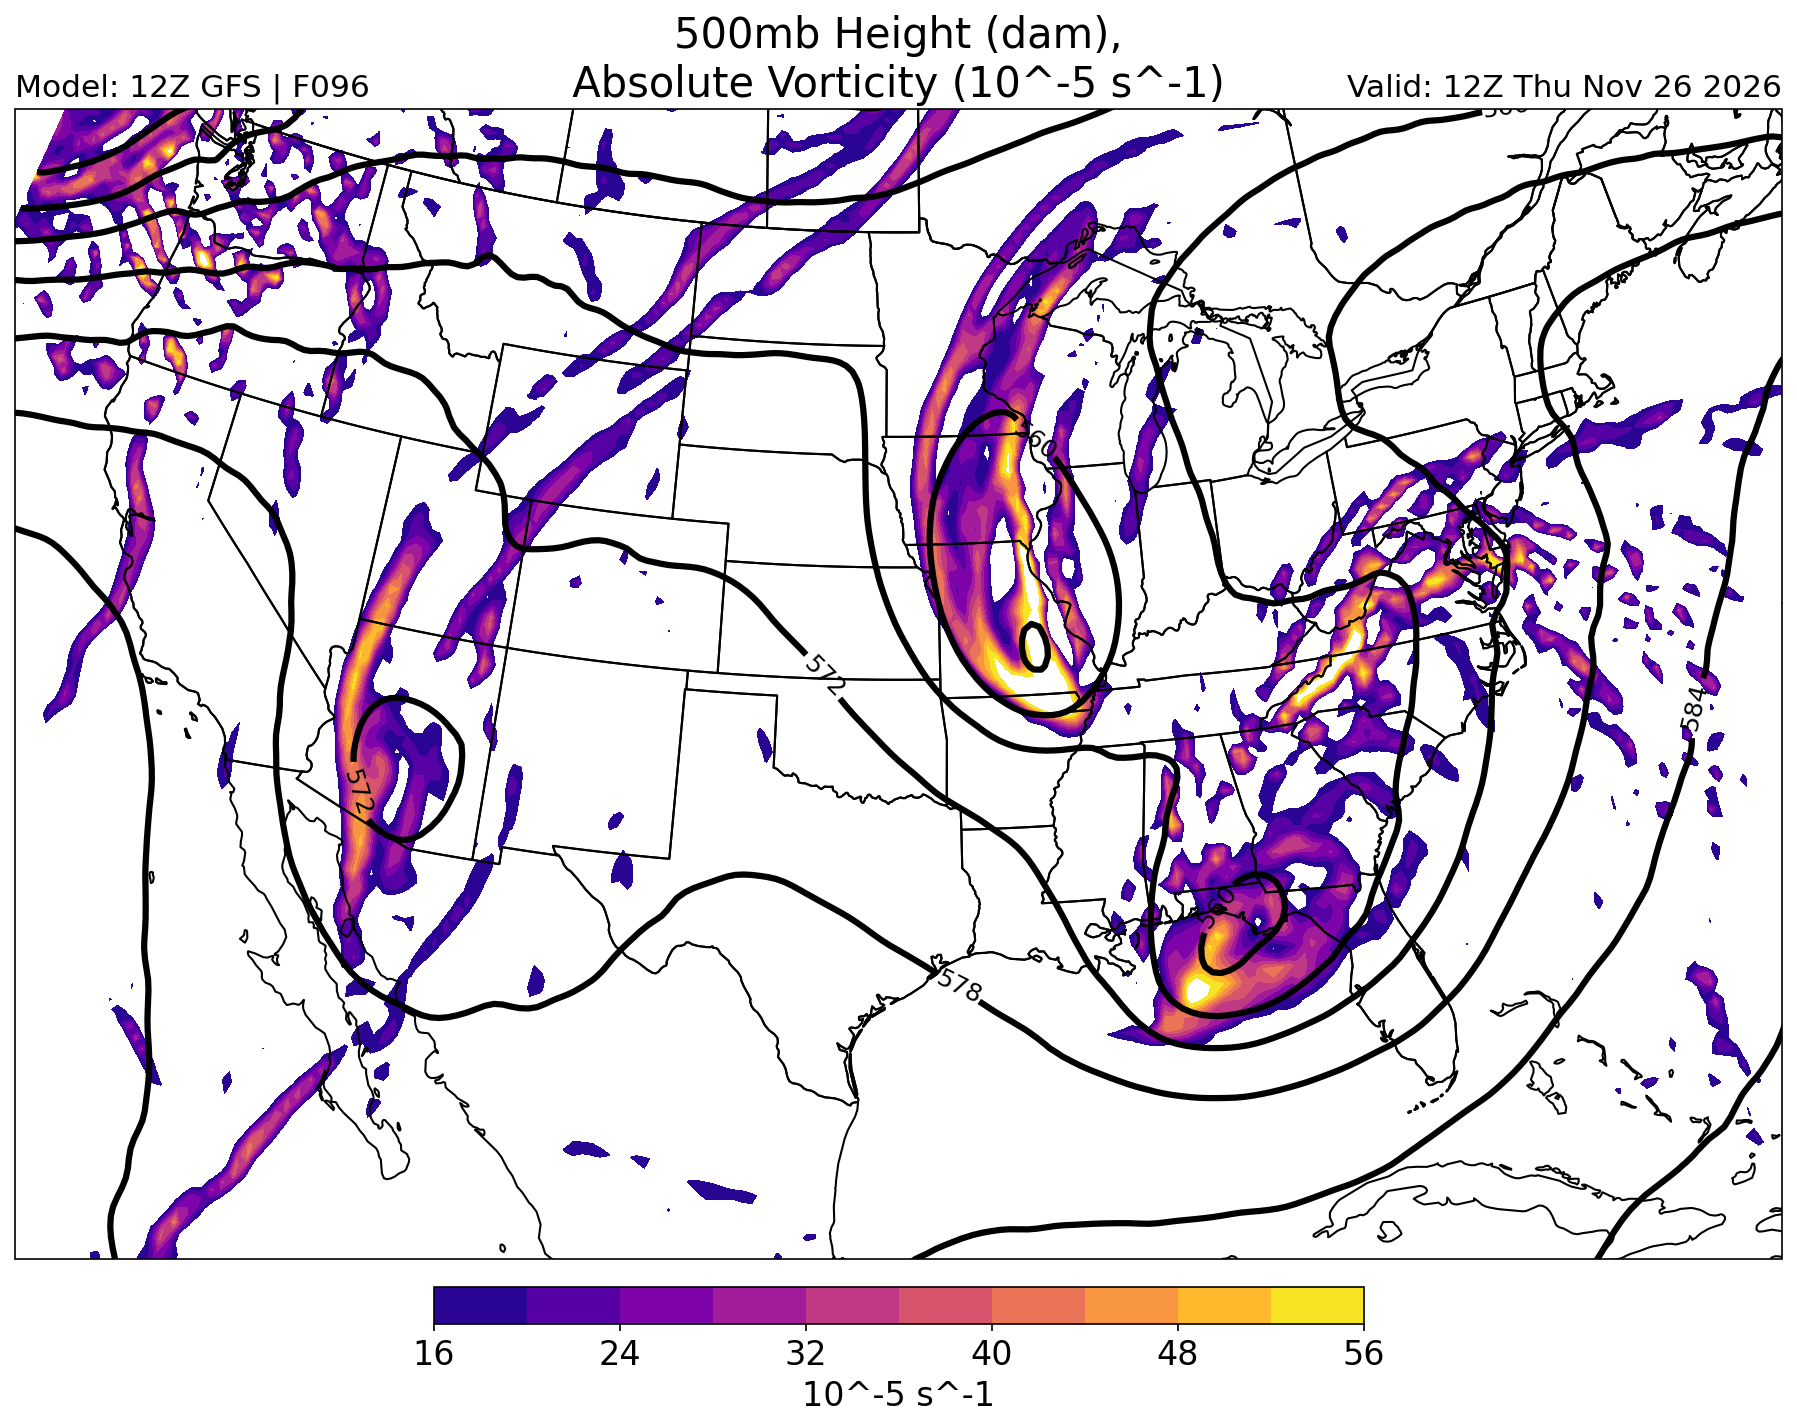 500mb Height (dam),
Model: 12Z GFS | F096
Absolute Vorticity (10^-5 s^-1)
Valid: 12Z Thu Nov 26 2026
560
572
584
572
560
578
16 24 32 40 48 56
10^-5 s^-1